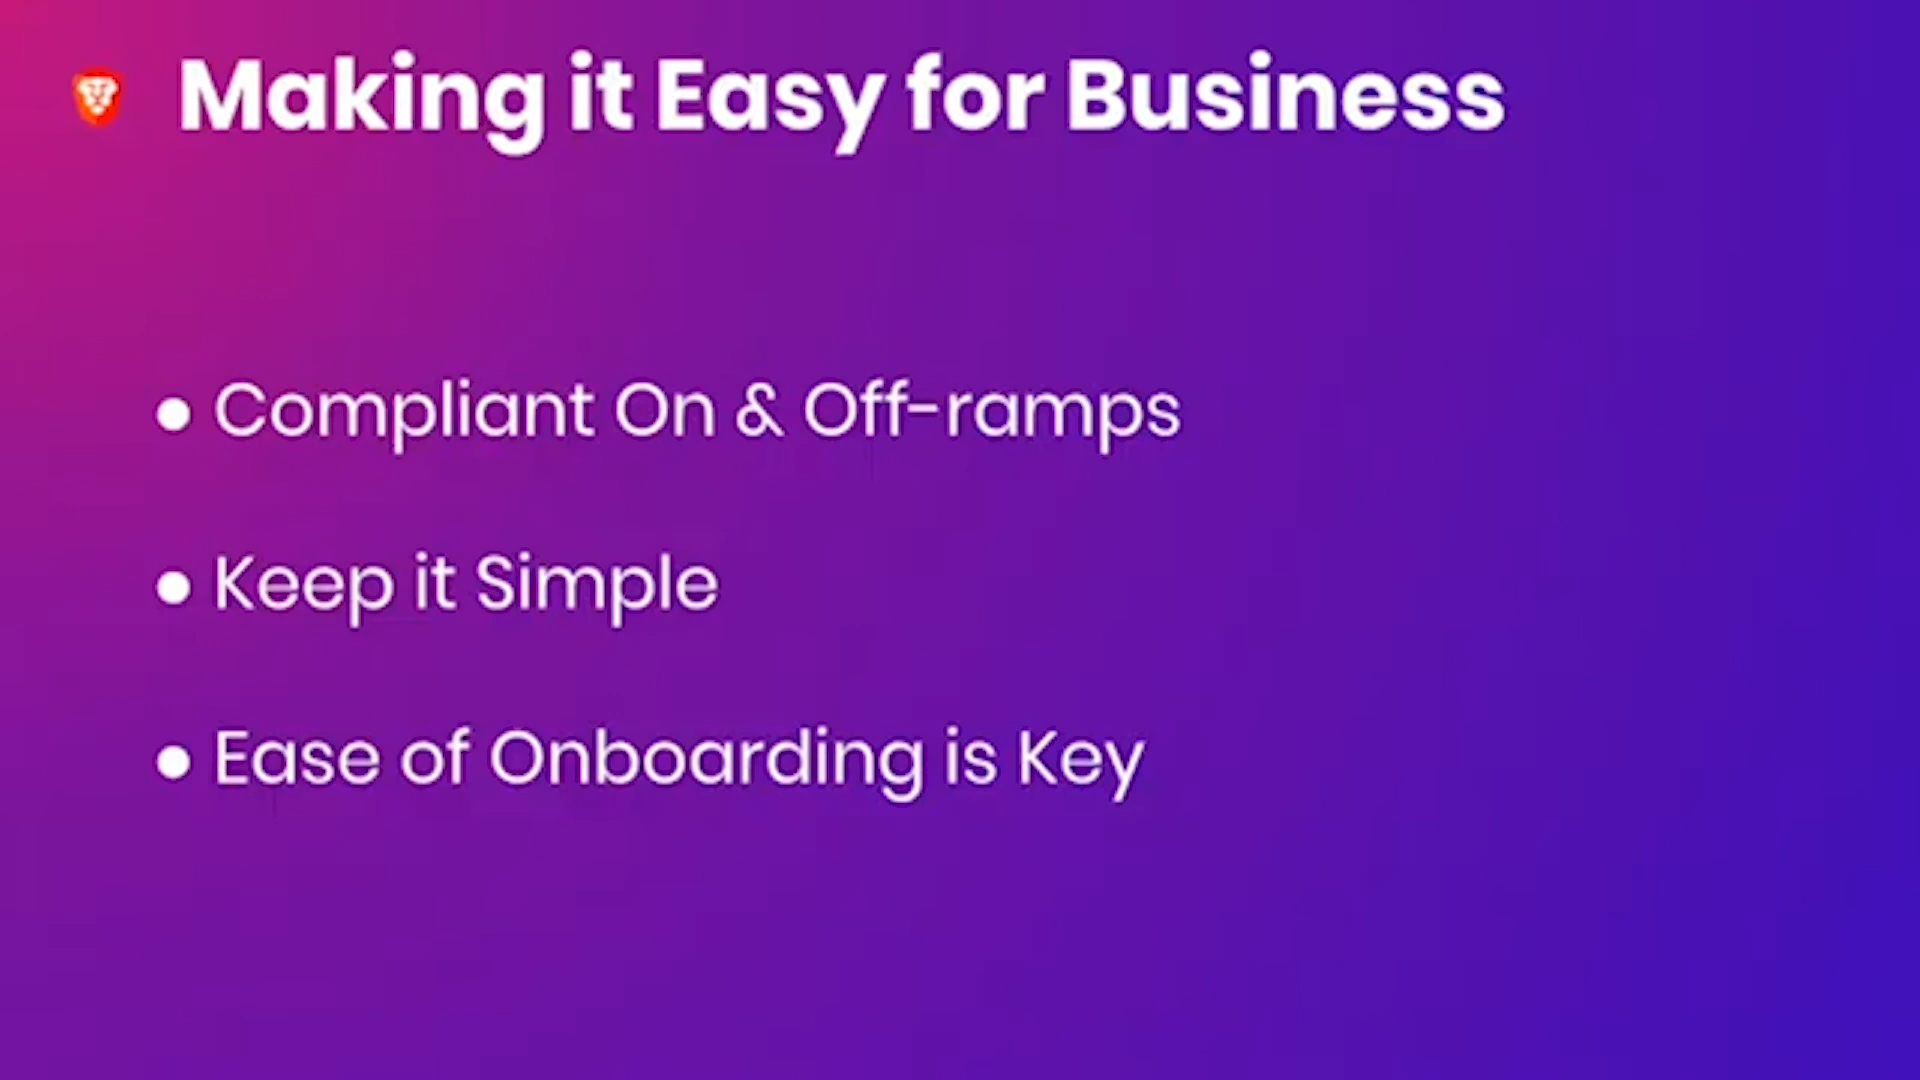 Making it Easy for Business
• Compliant On & Off-ramps
• Keep it Simple
• Ease of Onboarding is Key